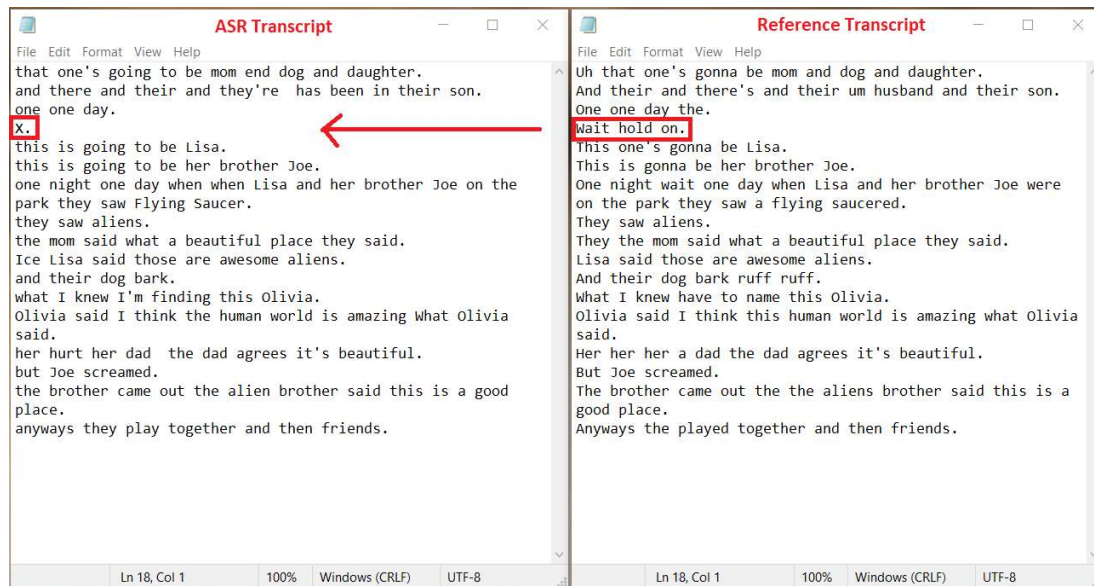 ASR Transcript
File Edit Format View Help
that one's going to be mom end dog and daughter.
and there and their and they're  has been in their son.
one one day.
X.
this is going to be Lisa.
this is going to be her brother Joe.
one night one day when when Lisa and her brother Joe on the
park they saw Flying Saucer.
they saw aliens.
the mom said what a beautiful place they said.
Ice Lisa said those are awesome aliens.
and their dog bark.
what I knew I'm finding this Olivia.
Olivia said I think the human world is amazing What Olivia
said.
her hurt her dad  the dad agrees it's beautiful.
but Joe screamed.
the brother came out the alien brother said this is a good
place.
anyways they play together and then friends.
Ln 18, Col 1 100% Windows (CRLF) UTF-8
Reference Transcript
File Edit Format View Help
Uh that one's gonna be mom and dog and daughter.
And their and there's and their um husband and their son.
One one day the.
Wait hold on.
This one's gonna be Lisa.
This is gonna be her brother Joe.
One night wait one day when Lisa and her brother Joe were
on the park they saw a flying saucered.
They saw aliens.
They the mom said what a beautiful place they said.
Lisa said those are awesome aliens.
And their dog bark ruff ruff.
What I knew have to name this Olivia.
Olivia said I think this human world is amazing what Olivia
said.
Her her her a dad the dad agrees it's beautiful.
But Joe screamed.
The brother came out the the aliens brother said this is a
good place.
Anyways the played together and then friends.
Ln 18, Col 1 100% Windows (CRLF) UTF-8